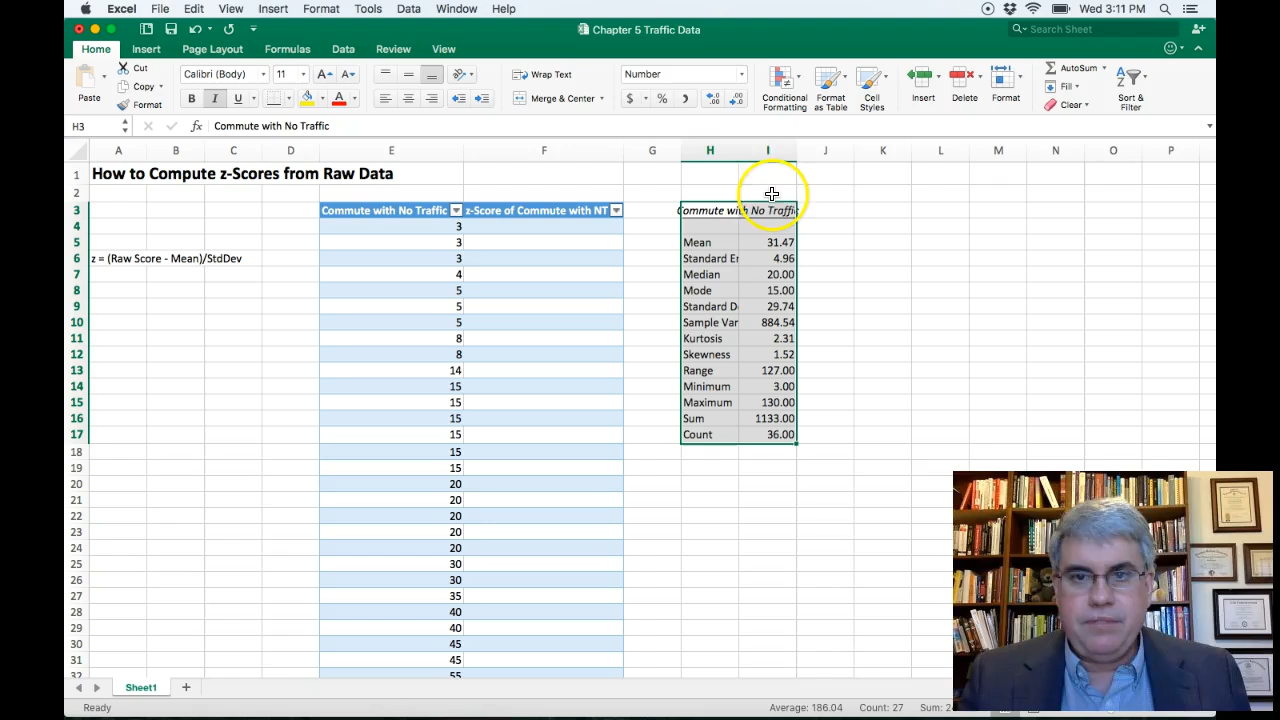 Excel File Edit View Insert Format Tools Data Window Help Wed 3:11 PM
Chapter 5 Traffic Data Search Sheet
Home Insert Page Layout Formulas Data Review View
Paste Cut Copy Format
Calibri (Body) 11
B I U
Wrap Text
Merge & Center
Number
$ % )
Conditional Formatting
Format as Table
Cell Styles
Insert Delete Format
AutoSum
Fill
Clear
Sort & Filter
H3 fx Commute with No Traffic
A B C D E F G H I J K L M N O P
1 How to Compute z-Scores from Raw Data
2
3 Commute with No Traffic z-Score of Commute with NT Commute with No Traffic
4 3
5 3 Mean 31.47
6 z = (Raw Score - Mean)/StdDev 3 Standard Er 4.96
7 4 Median 20.00
8 5 Mode 15.00
9 5 Standard D 29.74
10 5 Sample Var 884.54
11 8 Kurtosis 2.31
12 8 Skewness 1.52
13 14 Range 127.00
14 15 Minimum 3.00
15 15 Maximum 130.00
16 15 Sum 1133.00
17 15 Count 36.00
18 15
19 15
20 20
21 20
22 20
23 20
24 20
25 30
26 30
27 35
28 40
29 40
30 45
31 45
32 55
Sheet1
Ready Average: 186.04 Count: 27 Sum: 2